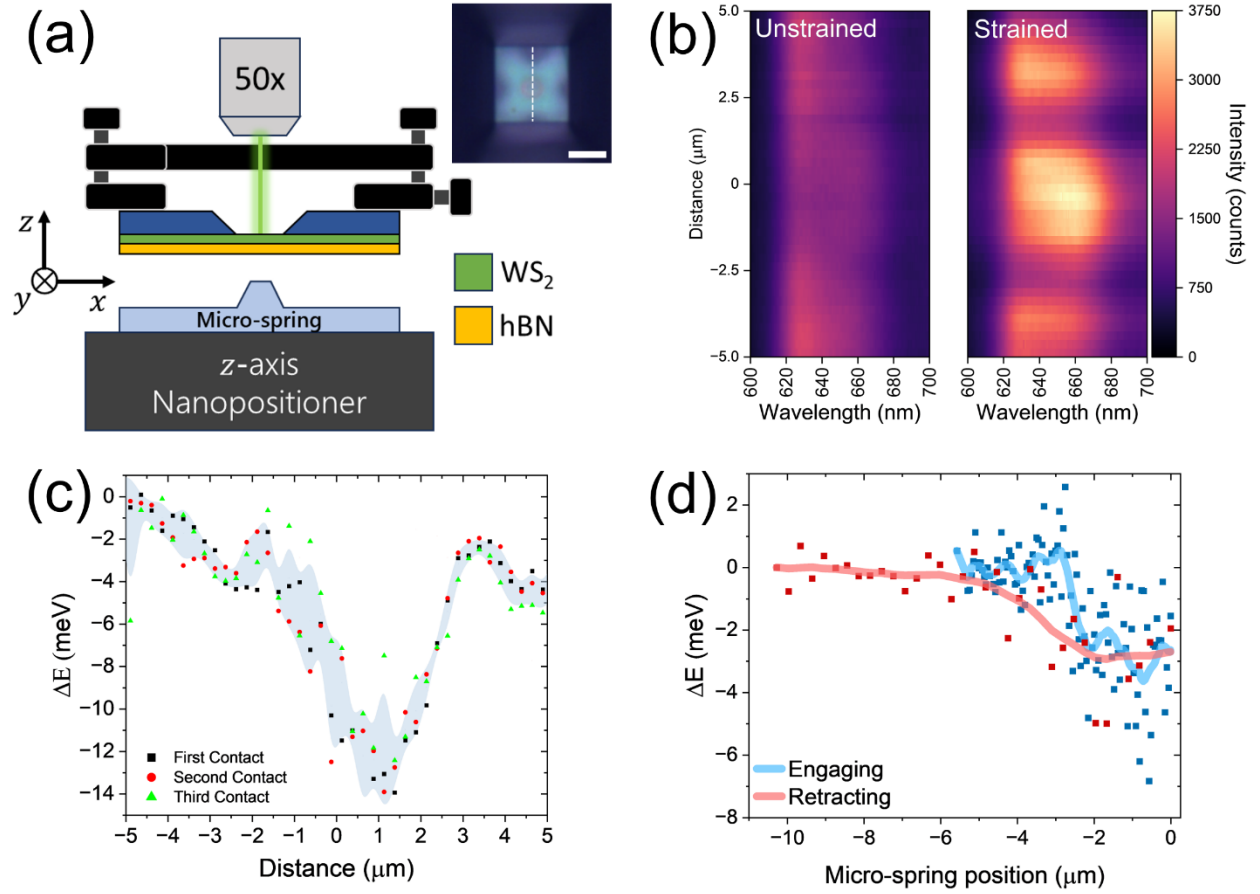 (a)
50x
z
y
x
WS₂
hBN
Micro-spring
z-axis
Nanopositioner
(b)
Unstrained
Strained
5.0
2.5
0
−2.5
−5.0
Distance (μm)
600
620
640
660
680
700
Wavelength (nm)
600
620
640
660
680
700
Wavelength (nm)
3750
3000
2250
1500
750
0
Intensity (counts)
(c)
0
−2
−4
−6
−8
−10
−12
−14
ΔE (meV)
First Contact
Second Contact
Third Contact
−5 −4 −3 −2 −1 0 1 2 3 4 5
Distance (μm)
(d)
2
0
−2
−4
−6
−8
ΔE (meV)
Engaging
Retracting
−10 −8 −6 −4 −2 0
Micro-spring position (μm)